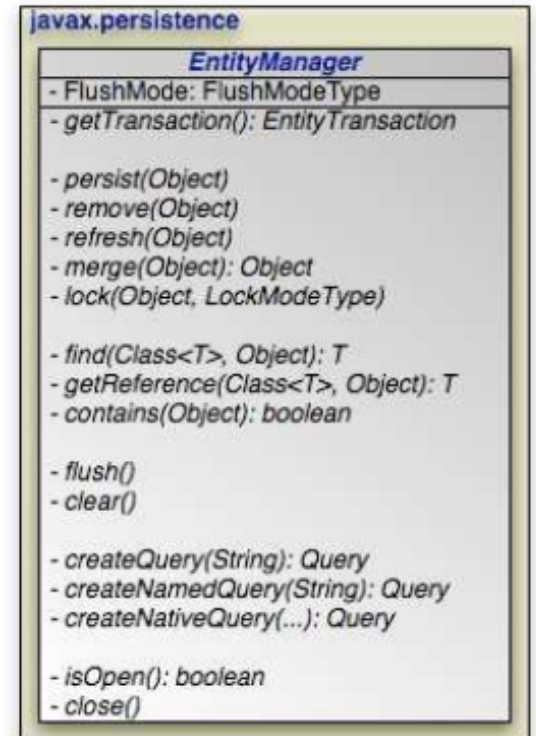 javax.persistence
EntityManager
- FlushMode: FlushModeType
- getTransaction(): EntityTransaction
- persist(Object)
- remove(Object)
- refresh(Object)
- merge(Object): Object
- lock(Object, LockModeType)
- find(Class<T>, Object): T
- getReference(Class<T>, Object): T
- contains(Object): boolean
- flush()
- clear()
- createQuery(String): Query
- createNamedQuery(String): Query
- createNativeQuery(...): Query
- isOpen(): boolean
- close()